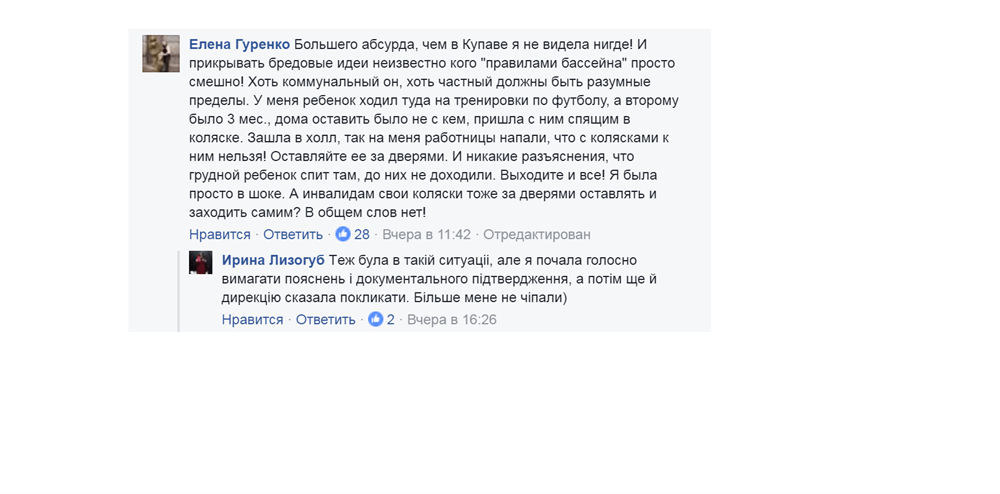 Елена Гуренко Большего абсурда, чем в Купаве я не видела нигде! И
прикрывать бредовые идеи неизвестно кого "правилами бассейна" просто
смешно! Хоть коммунальный он, хоть частный должны быть разумные
пределы. У меня ребенок ходил туда на тренировки по футболу, а второму
было 3 мес., дома оставить было не с кем, пришла с ним спящим в
коляске. Зашла в холл, так на меня работницы напали, что с колясками к
ним нельзя! Оставляйте ее за дверями. И никакие разъяснения, что
грудной ребенок спит там, до них не доходили. Выходите и все! Я была
просто в шоке. А инвалидам свои коляски тоже за дверями оставлять и
заходить самим? В общем слов нет!
Нравится · Ответить · 28 · Вчера в 11:42 · Отредактирован
Ирина Лизогуб Теж була в такій ситуаціі, але я почала голосно
вимагати пояснень і документального підтвердження, а потім ще й
дирекцію сказала покликати. Більше мене не чіпали)
Нравится · Ответить · 2 · Вчера в 16:26